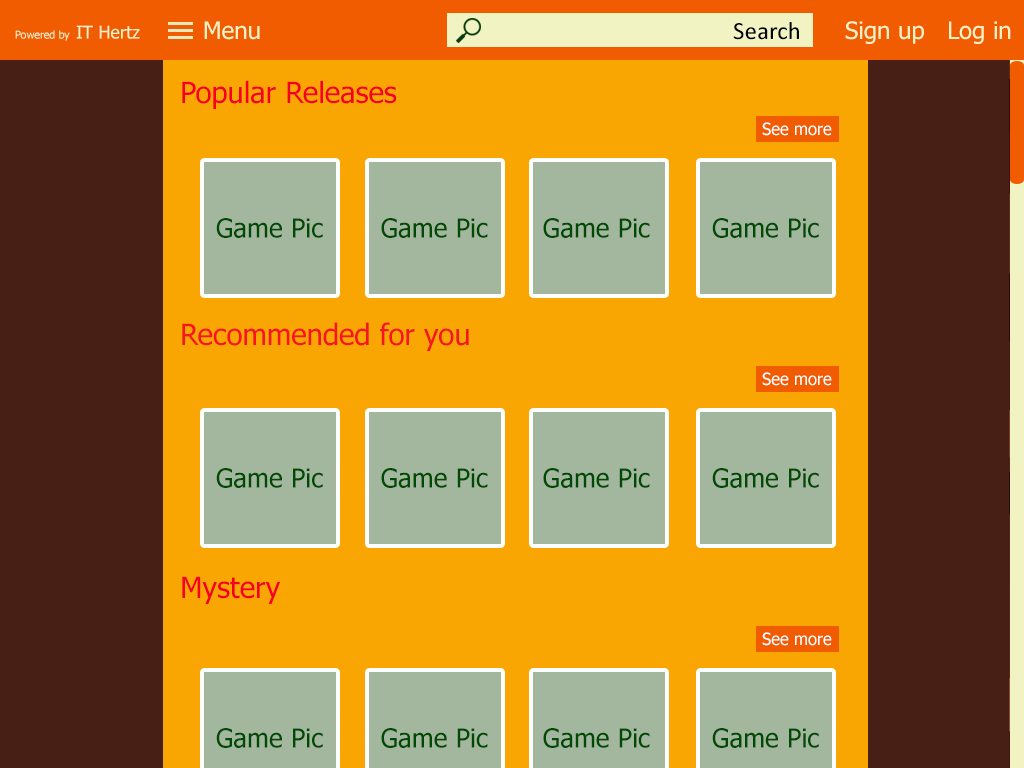 Powered by IT Hertz Menu Search Sign up Log in
Popular Releases
See more
Game Pic Game Pic Game Pic Game Pic
Recommended for you
See more
Game Pic Game Pic Game Pic Game Pic
Mystery
See more
Game Pic Game Pic Game Pic Game Pic